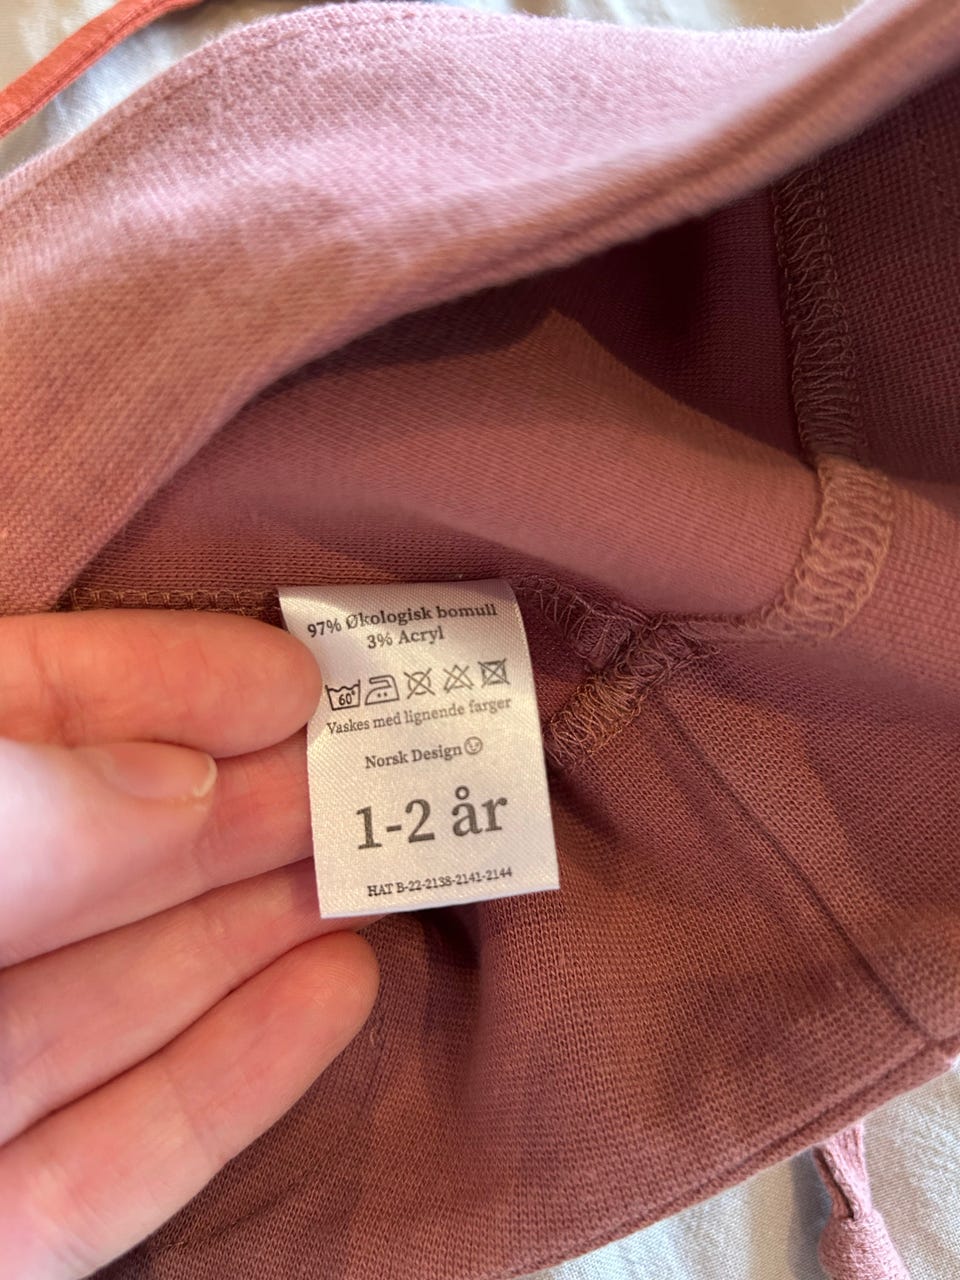 97% Økologisk bomull
3% Acryl
60°
Vaskes med lignende farger
Norsk Design
1-2 år
HAT B-22-2138-2141-2144